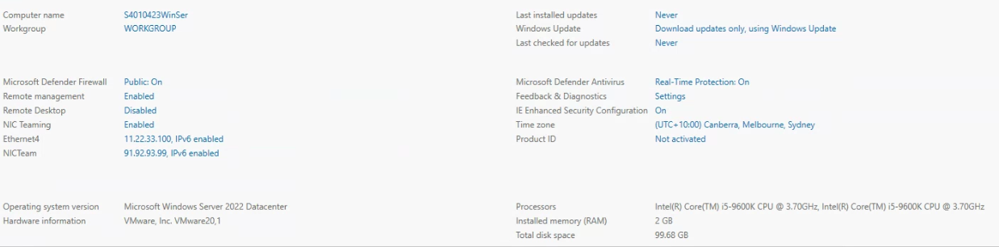 Computer name S4010423WinSer
Workgroup WORKGROUP
Last installed updates Never
Windows Update Download updates only, using Windows Update
Last checked for updates Never
Microsoft Defender Firewall Public: On
Remote management Enabled
Remote Desktop Disabled
NIC Teaming Enabled
Ethernet4 11.22.33.100, IPv6 enabled
NICTeam 91.92.93.99, IPv6 enabled
Microsoft Defender Antivirus Real-Time Protection: On
Feedback & Diagnostics Settings
IE Enhanced Security Configuration On
Time zone (UTC+10:00) Canberra, Melbourne, Sydney
Product ID Not activated
Operating system version Microsoft Windows Server 2022 Datacenter
Hardware information VMware, Inc. VMware20,1
Processors Intel(R) Core(TM) i5-9600K CPU @ 3.70GHz, Intel(R) Core(TM) i5-9600K CPU @ 3.70GHz
Installed memory (RAM) 2 GB
Total disk space 99.68 GB